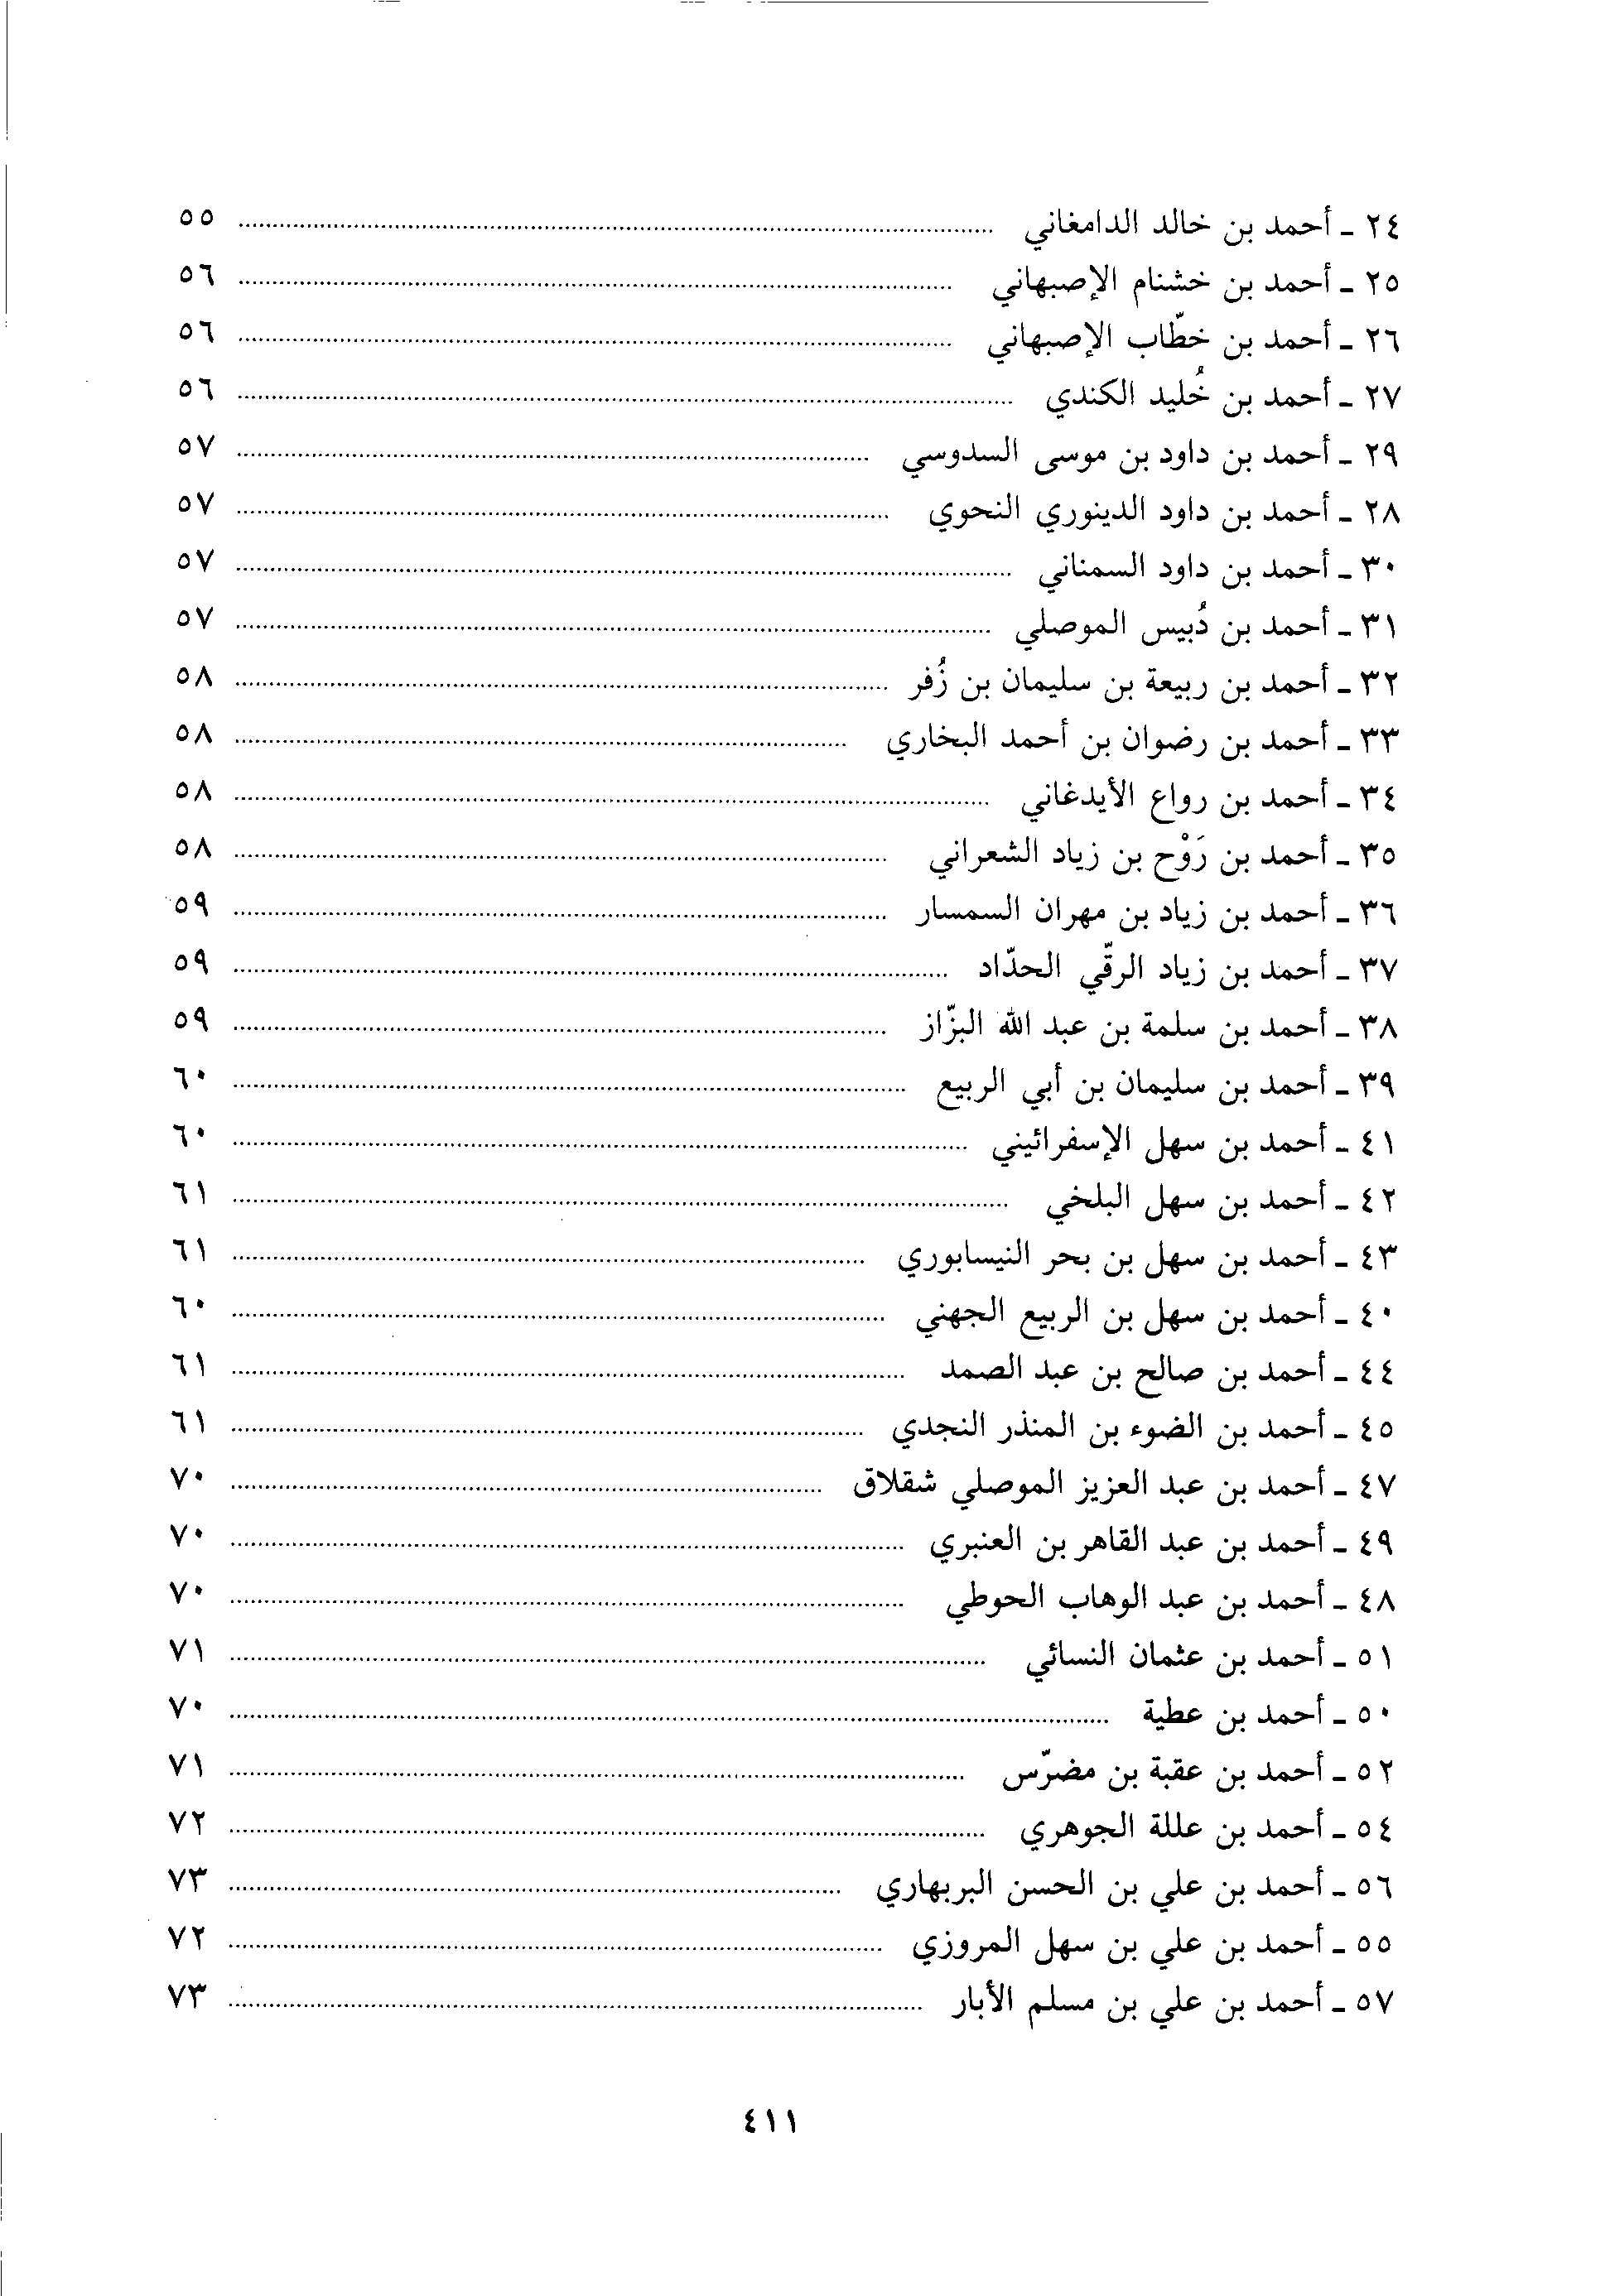 ٢٤ ـ أحمد بن خالد الدامغاني ........ ٥٥
٢٥ ـ أحمد بن خشنام الإصبهاني ........ ٥٦
٢٦ ـ أحمد بن خطّاب الإصبهاني ........ ٥٦
٢٧ ـ أحمد بن خُليد الكندي ........ ٥٦
٢٩ ـ أحمد بن داود بن موسى السدوسي ........ ٥٧
٢٨ ـ أحمد بن داود الدينوري النحوي ........ ٥٧
٣٠ ـ أحمد بن داود السمناني ........ ٥٧
٣١ ـ أحمد بن دُبيس الموصلي ........ ٥٧
٣٢ ـ أحمد بن ربيعة بن سليمان بن زُفر ........ ٥٨
٣٣ ـ أحمد بن رضوان بن أحمد البخاري ........ ٥٨
٣٤ ـ أحمد بن رواع الأيدغاني ........ ٥٨
٣٥ ـ أحمد بن رَوْح بن زياد الشعراني ........ ٥٨
٣٦ ـ أحمد بن زياد بن مهران السمسار ........ ٥٩
٣٧ ـ أحمد بن زياد الرقّي الحدّاد ........ ٥٩
٣٨ ـ أحمد بن سلمة بن عبد الله البزّاز ........ ٥٩
٣٩ ـ أحمد بن سليمان بن أبي الربيع ........ ٦٠
٤١ ـ أحمد بن سهل الإسفرائيني ........ ٦٠
٤٢ ـ أحمد بن سهل البلخي ........ ٦١
٤٣ ـ أحمد بن سهل بن بحر النيسابوري ........ ٦١
٤٠ ـ أحمد بن سهل بن الربيع الجهني ........ ٦٠
٤٤ ـ أحمد بن صالح بن عبد الصمد ........ ٦١
٤٥ ـ أحمد بن الضوء بن المنذر النجدي ........ ٦١
٤٧ ـ أحمد بن عبد العزيز الموصلي شقلاق ........ ٧٠
٤٩ ـ أحمد بن عبد القاهر بن العنبري ........ ٧٠
٤٨ ـ أحمد بن عبد الوهاب الحوطي ........ ٧٠
٥١ ـ أحمد بن عثمان النسائي ........ ٧١
٥٠ ـ أحمد بن عطية ........ ٧٠
٥٢ ـ أحمد بن عقبة بن مضرّس ........ ٧١
٥٤ ـ أحمد بن عللة الجوهري ........ ٧٢
٥٦ ـ أحمد بن علي بن الحسن البربهاري ........ ٧٣
٥٥ ـ أحمد بن علي بن سهل المروزي ........ ٧٢
٥٧ ـ أحمد بن علي بن مسلم الأبار ........ ٧٣
٤١١